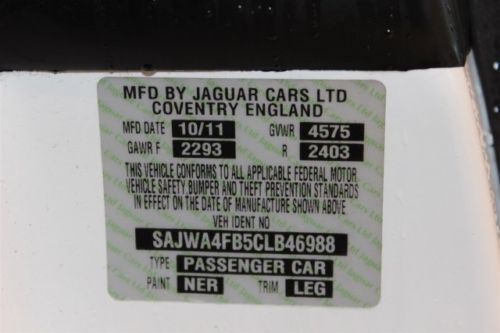 MFD BY JAGUAR CARS LTD
COVENTRY ENGLAND
MFD DATE 10/11 GVWR 4575
GAWR F 2293 R 2403
THIS VEHICLE CONFORMS TO ALL APPLICABLE FEDERAL MOTOR
VEHICLE SAFETY BUMPER AND THEFT PREVENTION STANDARDS
IN EFFECT ON THE DATE OF MANUFACTURE SHOWN ABOVE
VEH IDENT NO
SAJWA4FB5CLB46988
TYPE PASSENGER CAR
PAINT NER TRIM LEG